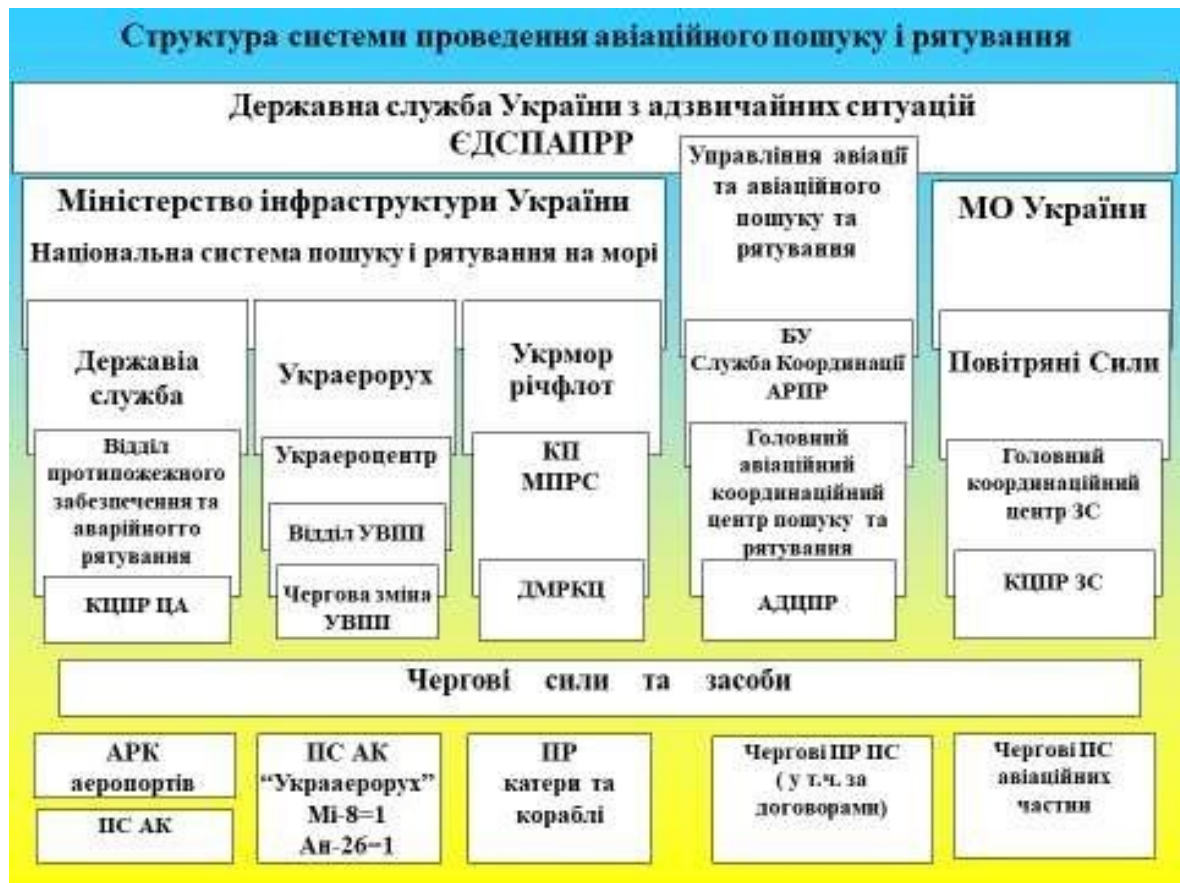 Структура системи проведення авіаційного пошуку і рятування
Державна служба України з адзвичайних ситуацій
ЄДСПАПРР
Міністерство інфраструктури України
Національна система пошуку і рятування на морі
Управління авіації
та авіаційного
пошуку та
рятування
МО України
Державіа
служба
Украерорух
Укрмор
річфлот
БУ
Служба Координації
АРПР
Повітряні Сили
Відділ
протипожежного
забезпечення та
аварійногто
рятування
Украероцентр
КП
МПРС
Головний
авіаційний
координаційний
центр пошуку та
рятування
Головний
координаційний
центр ЗС
Відділ УВПП
КЦПР ЦА
Чергова зміна
УВПП
ДМРКЦ
АДЦПР
КЦПР ЗС
Чергові сили та засоби
АРК
аеропортів
ПС АК
ПС АК
“Украаерорух”
Мі-8=1
Ан-26=1
ПР
катери та
кораблі
Чергові ПР ПС
( у т.ч. за
договорами)
Чергові ПС
авіаційних
частин